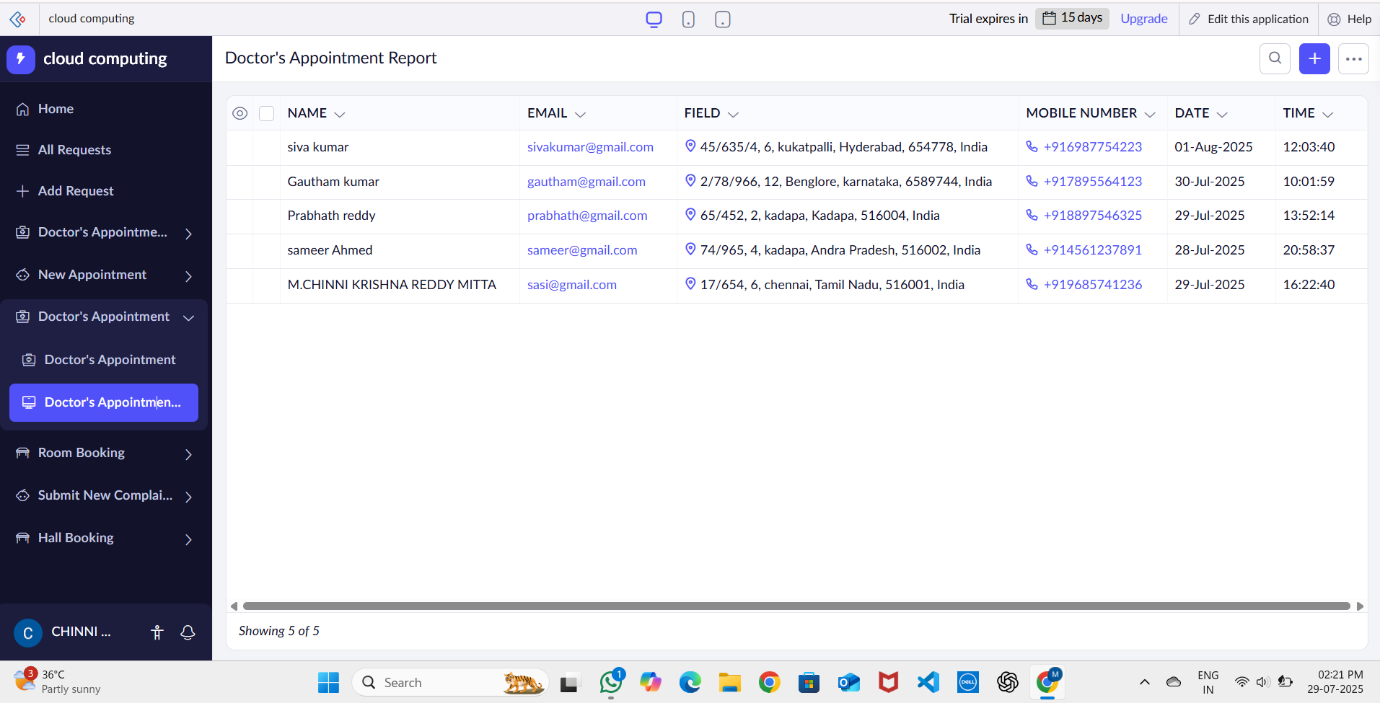 cloud computing
Trial expires in 15 days Upgrade Edit this application Help
cloud computing
Doctor's Appointment Report
Home
All Requests
Add Request
Doctor's Appointme...
New Appointment
Doctor's Appointment
Doctor's Appointment
Doctor's Appointmen...
Room Booking
Submit New Complai...
Hall Booking
CHINNI ...
C
NAME EMAIL FIELD MOBILE NUMBER DATE TIME
siva kumar sivakumar@gmail.com 45/635/4, 6, kukatpalli, Hyderabad, 654778, India +916987754223 01-Aug-2025 12:03:40
Gautham kumar gautham@gmail.com 2/78/966, 12, Benglore, karnataka, 6589744, India +917895564123 30-Jul-2025 10:01:59
Prabhath reddy prabhath@gmail.com 65/452, 2, kadapa, Kadapa, 516004, India +918897546325 29-Jul-2025 13:52:14
sameer Ahmed sameer@gmail.com 74/965, 4, kadapa, Andra Pradesh, 516002, India +914561237891 28-Jul-2025 20:58:37
M.CHINNI KRISHNA REDDY MITTA sasi@gmail.com 17/654, 6, chennai, Tamil Nadu, 516001, India +919685741236 29-Jul-2025 16:22:40
Showing 5 of 5
3
36°C
Partly sunny
Search
1
DELL
M
ENG
IN
02:21 PM
29-07-2025